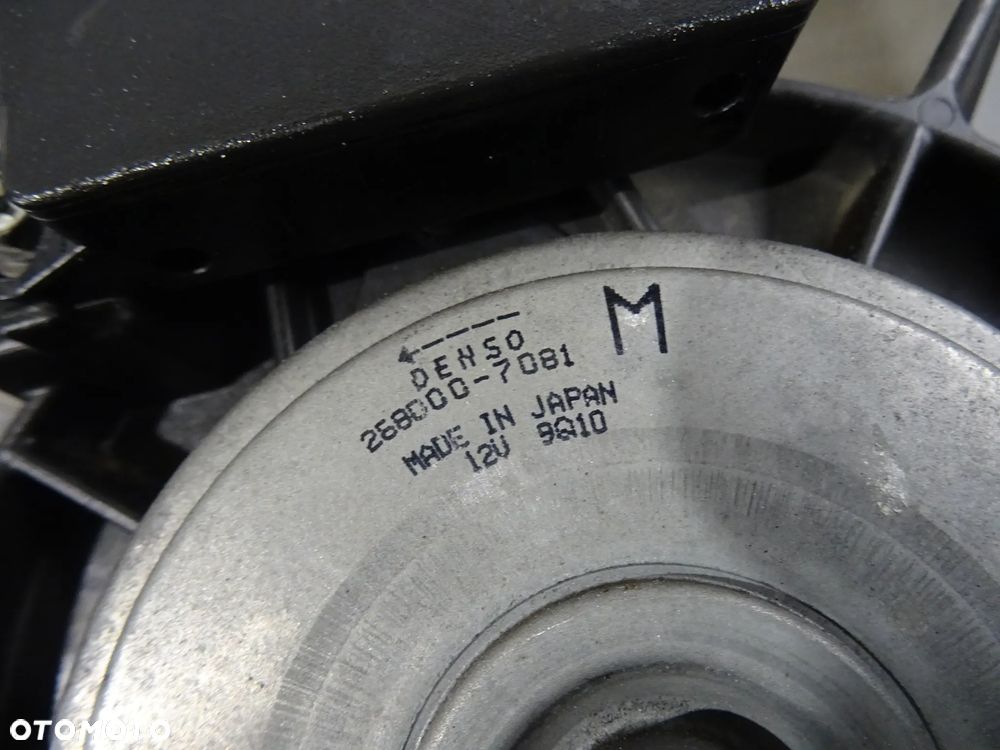 M
DENSO
268000-7081
MADE IN JAPAN
12V 9Q10
OTOMOTO